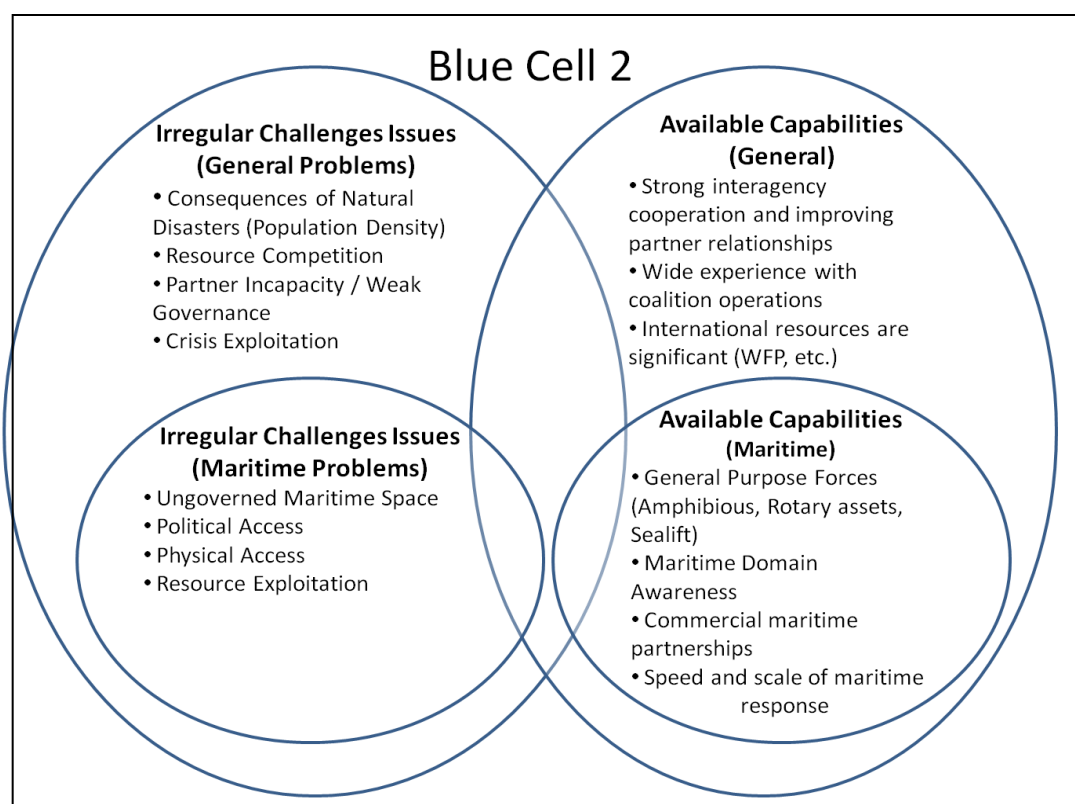 Blue Cell 2
Irregular Challenges Issues
(General Problems)
• Consequences of Natural
Disasters (Population Density)
• Resource Competition
• Partner Incapacity / Weak
Governance
• Crisis Exploitation
Available Capabilities
(General)
• Strong interagency
cooperation and improving
partner relationships
• Wide experience with
coalition operations
• International resources are
significant (WFP, etc.)
Irregular Challenges Issues
(Maritime Problems)
• Ungoverned Maritime Space
• Political Access
• Physical Access
• Resource Exploitation
Available Capabilities
(Maritime)
• General Purpose Forces
(Amphibious, Rotary assets,
Sealift)
• Maritime Domain
Awareness
• Commercial maritime
partnerships
• Speed and scale of maritime
response